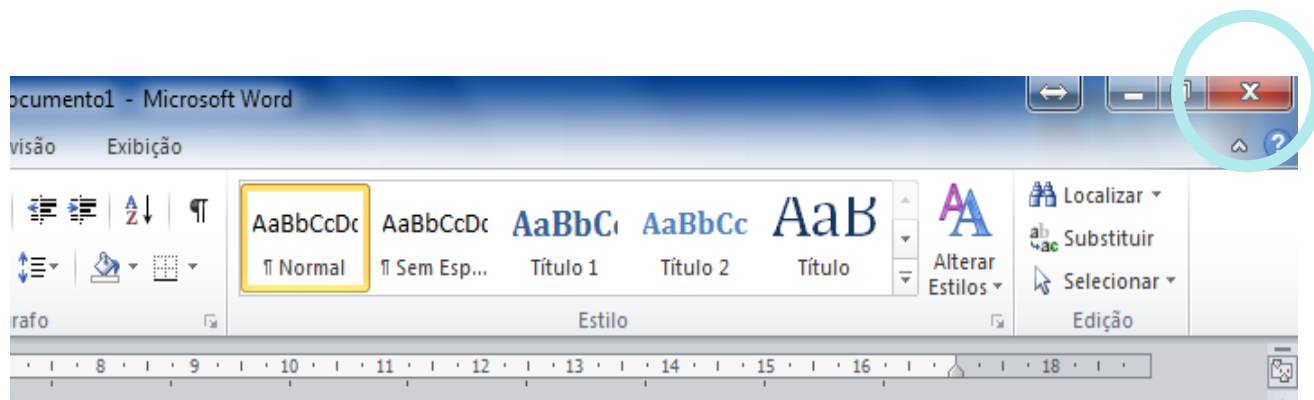 ocumento1 - Microsoft Word
visão Exibição
AaBbCcDc AaBbCcDc AaBbC AaBbCc AaB
¶ Normal ¶ Sem Esp... Título 1 Título 2 Título
Alterar
Estilos
Localizar
Substituir
Selecionar
rafo Estilo Edição
8 9 10 11 12 13 14 15 16 18